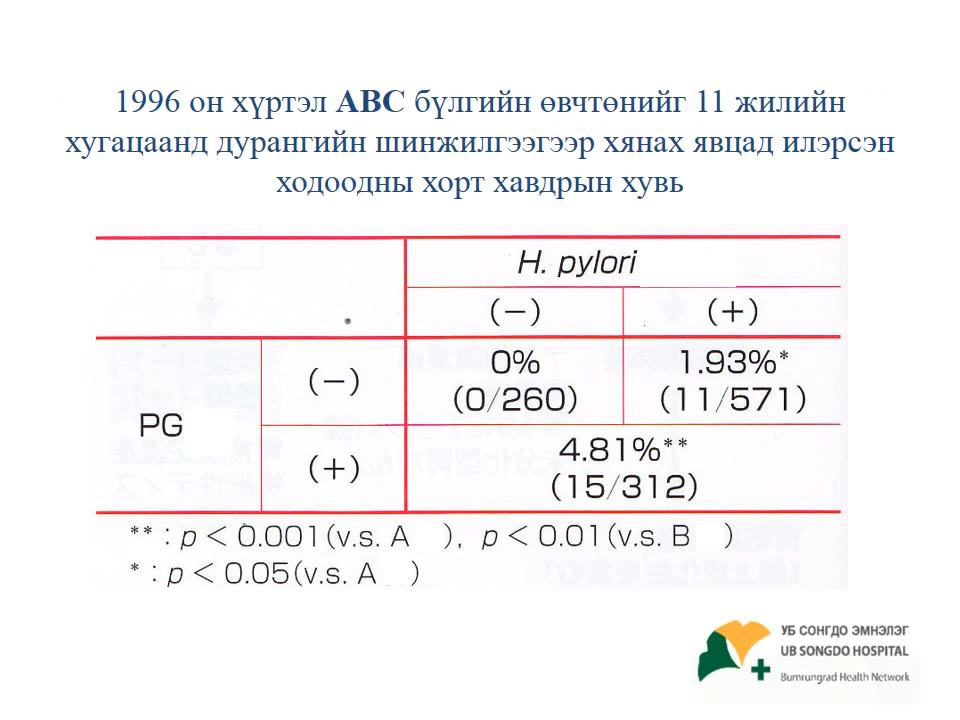 1996 он хүртэл ABC бүлгийн өвчтөнийг 11 жилийн
хугацаанд дурангийн шинжилгээгээр хянах явцад илэрсэн
ходоодны хорт хавдрын хувь
H. pylori
(−) (+)
PG
(−) 0% 1.93%*
(0/260) (11/571)
(+) 4.81%**
(15/312)
** : p < 0.001(v.s. A ), p < 0.01(v.s. B )
* : p < 0.05(v.s. A )
УБ СОНГДО ЭМНЭЛЭГ
UB SONGDO HOSPITAL
Bumrungrad Health Network